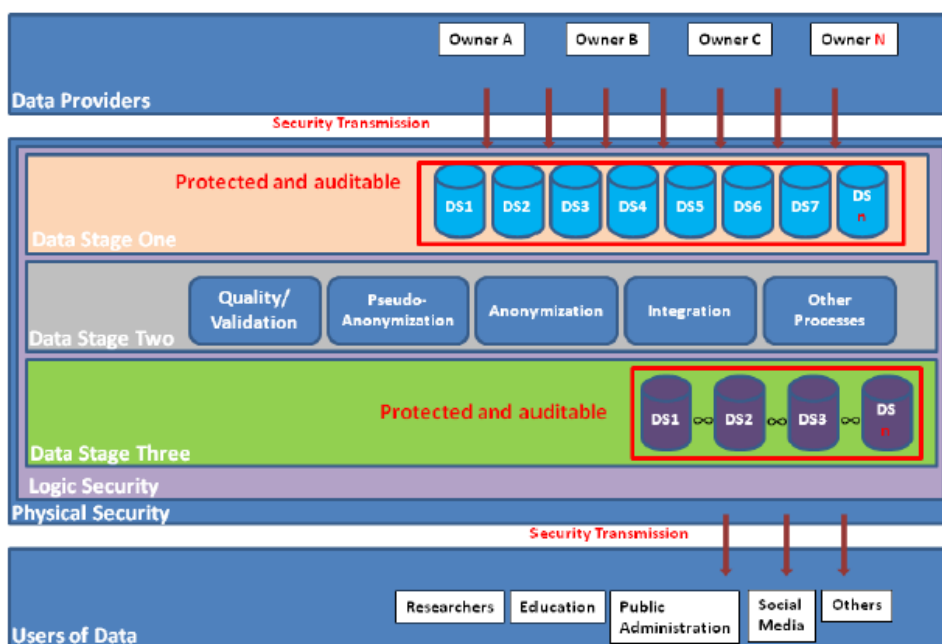 Owner A
Owner B
Owner C
Owner N
Data Providers
Security Transmission
Protected and auditable
DS1
DS2
DS3
DS4
DS5
DS6
DS7
DS
n
Data Stage One
Quality/
Validation
Pseudo-
Anonymization
Anonymization
Integration
Other
Processes
Data Stage Two
Protected and auditable
DS1
∞
DS2
∞
DS3
∞
DS
n
Data Stage Three
Logic Security
Physical Security
Security Transmission
Researchers
Education
Public
Administration
Social
Media
Others
Users of Data